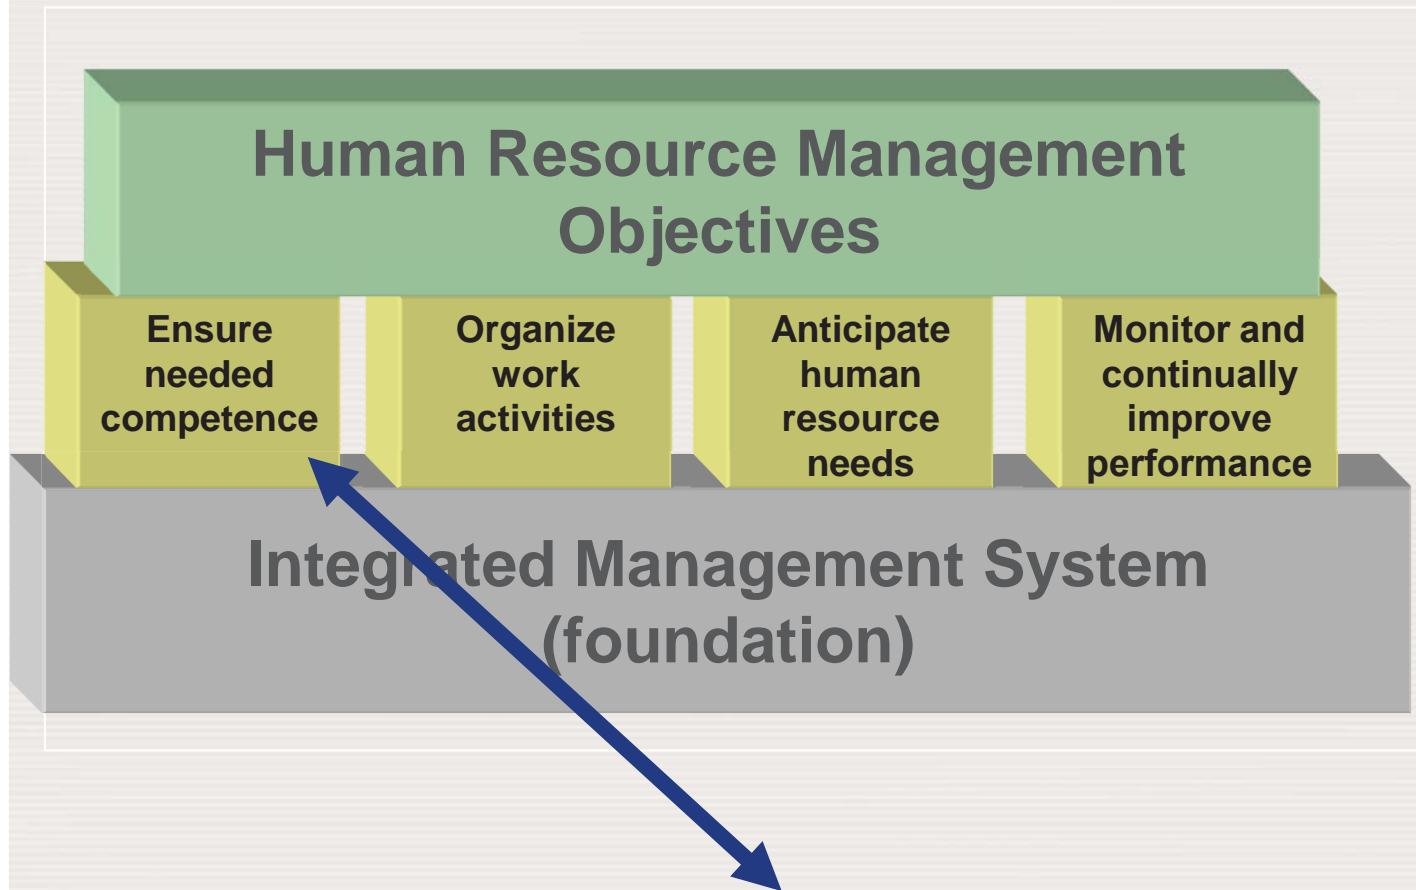 Human Resource Management
Objectives
Ensure
needed
competence
Organize
work
activities
Anticipate
human
resource
needs
Monitor and
continually
improve
performance
Integrated Management System
(foundation)